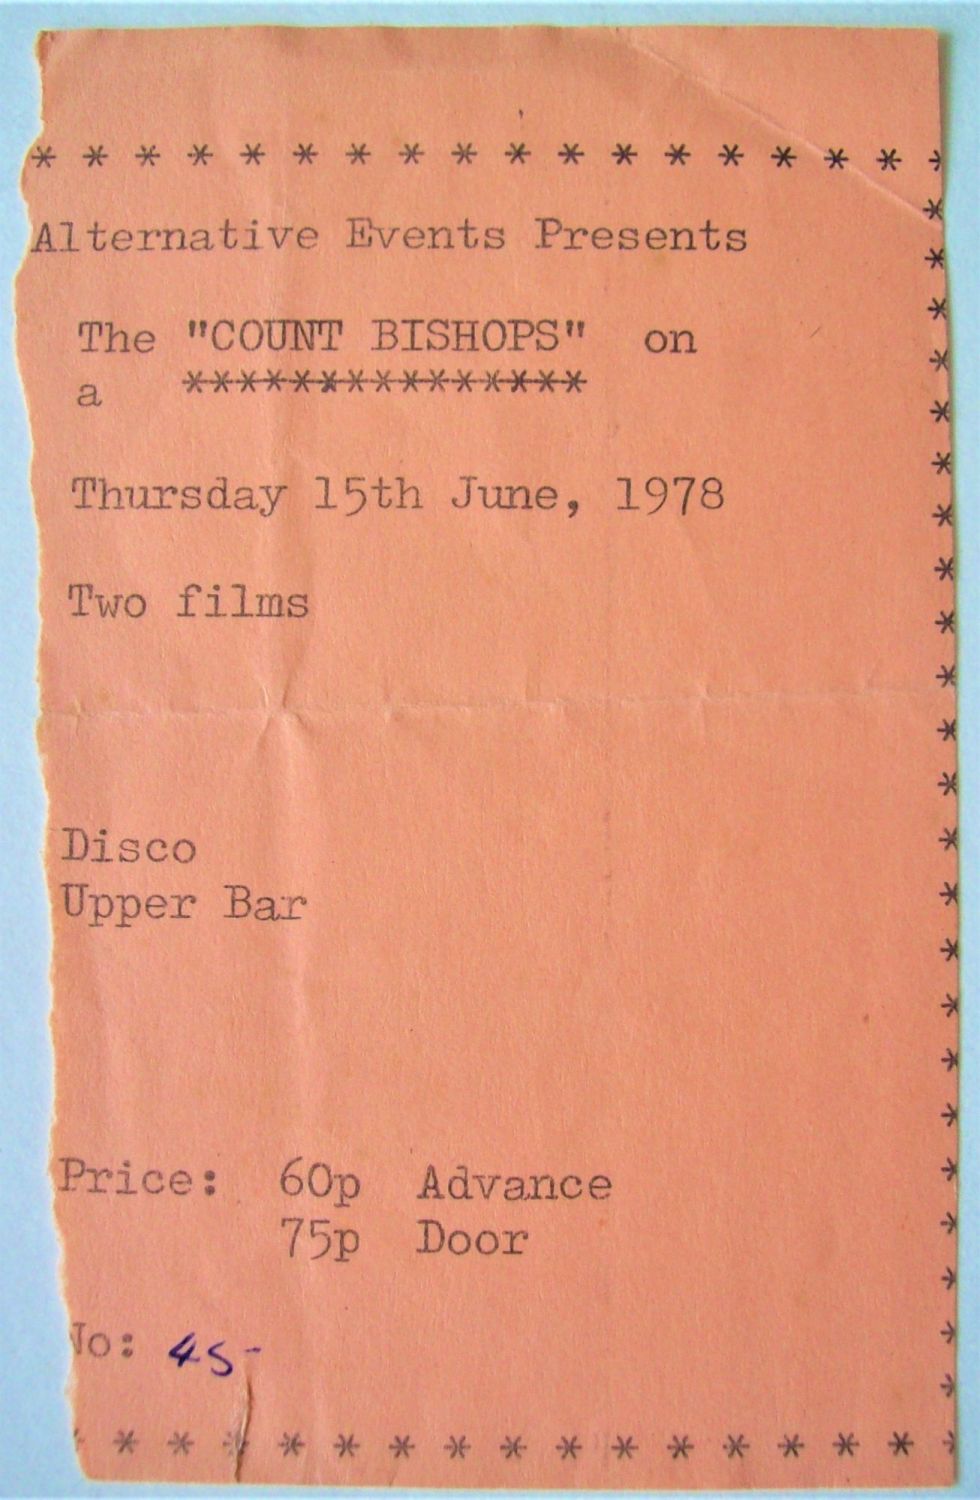 * * * * * * * * * * * * * * * * * *
Alternative Events Presents
The "COUNT BISHOPS" on
a ***************
Thursday 15th June, 1978
Two films
Disco
Upper Bar
Price: 60p Advance
75p Door
No: 45
* * * * * * * * * * * * * * * * *